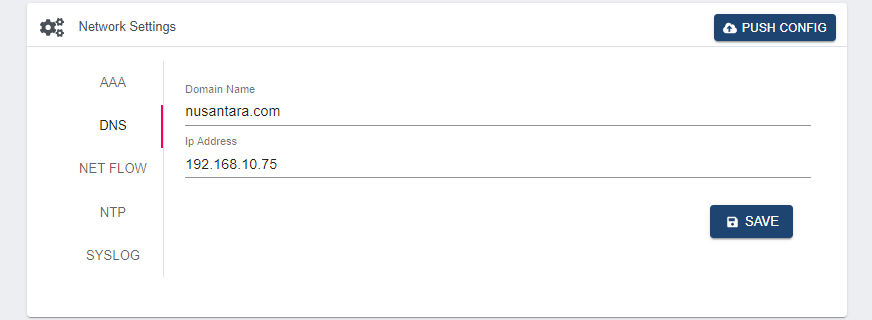 Network Settings
PUSH CONFIG
AAA
DNS
NET FLOW
NTP
SYSLOG
Domain Name
nusantara.com
Ip Address
192.168.10.75
SAVE